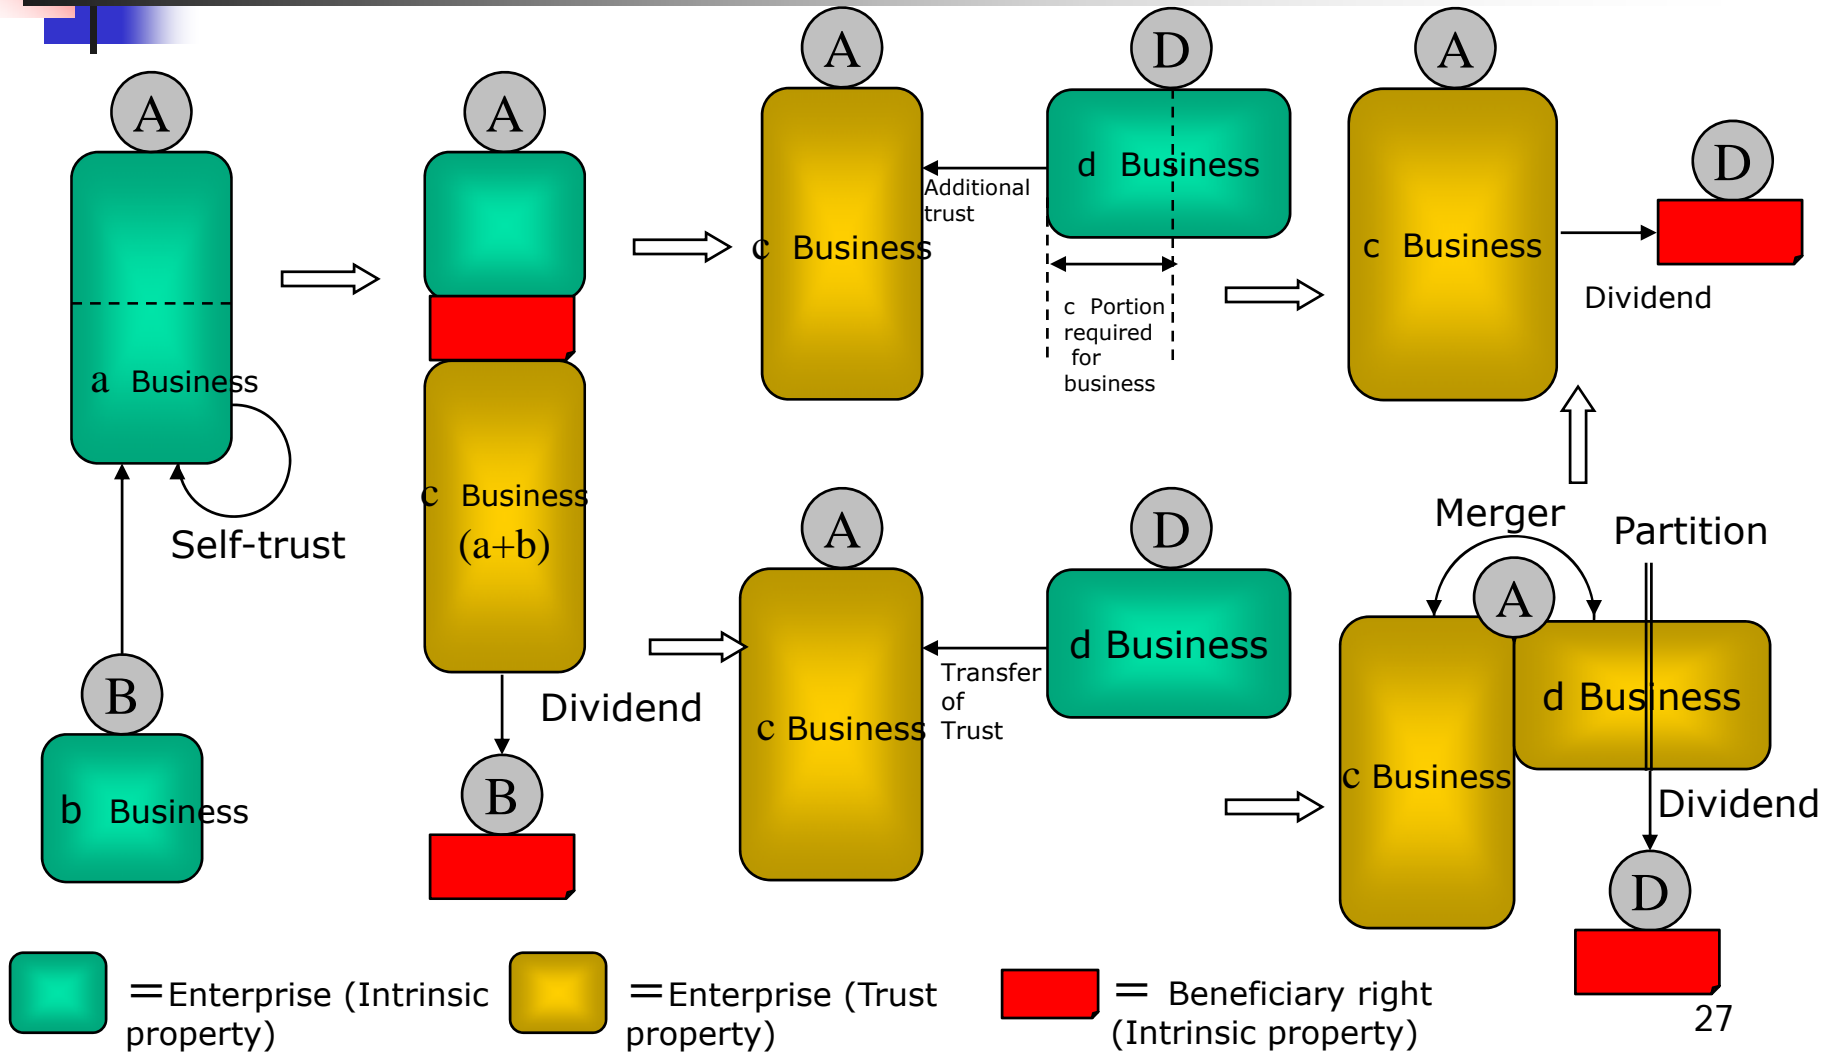 A
a Business
Self-trust
B
b Business
A
c Business
(a+b)
Dividend
B
A
c Business
Additional
trust
D
d Business
c Portion
required
for
business
A
c Business
Dividend
D
A
c Business
Transfer
of
Trust
D
d Business
Merger
Partition
A
c Business
d Business
Dividend
D
=Enterprise (Intrinsic
property)
=Enterprise (Trust
property)
= Beneficiary right
(Intrinsic property)
27